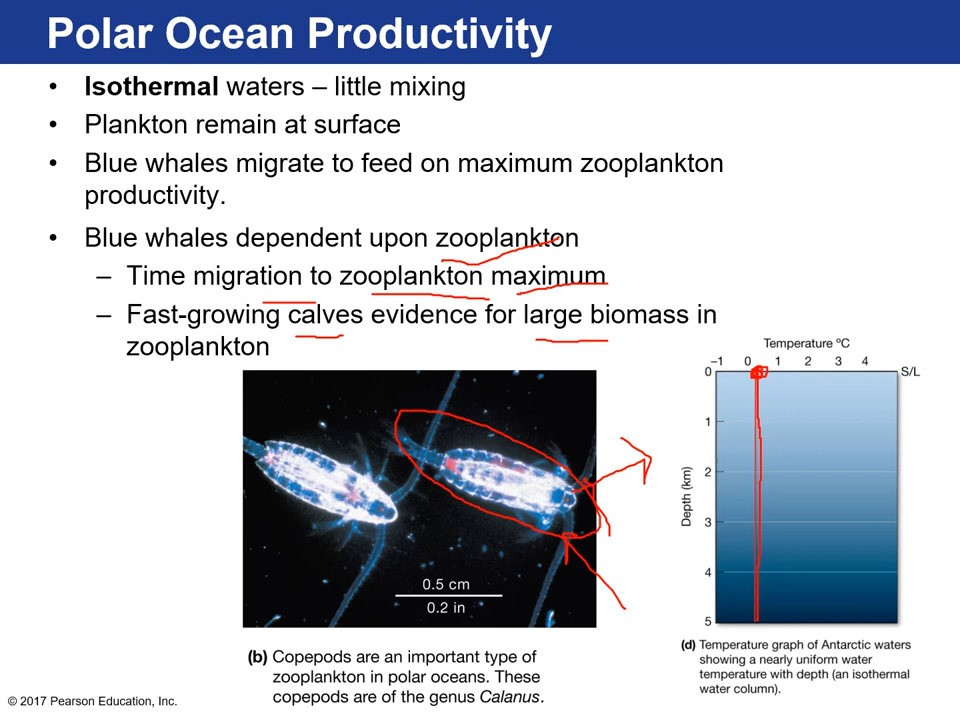 Polar Ocean Productivity
• Isothermal waters – little mixing
• Plankton remain at surface
• Blue whales migrate to feed on maximum zooplankton
productivity.
• Blue whales dependent upon zooplankton
– Time migration to zooplankton maximum
– Fast-growing calves evidence for large biomass in
zooplankton
0.5 cm
0.2 in
(b) Copepods are an important type of
zooplankton in polar oceans. These
copepods are of the genus Calanus.
Temperature ºC
–1 0 1 2 3 4
0 S/L
1
2
3
4
5
Depth (km)
(d) Temperature graph of Antarctic waters
showing a nearly uniform water
temperature with depth (an isothermal
water column).
© 2017 Pearson Education, Inc.